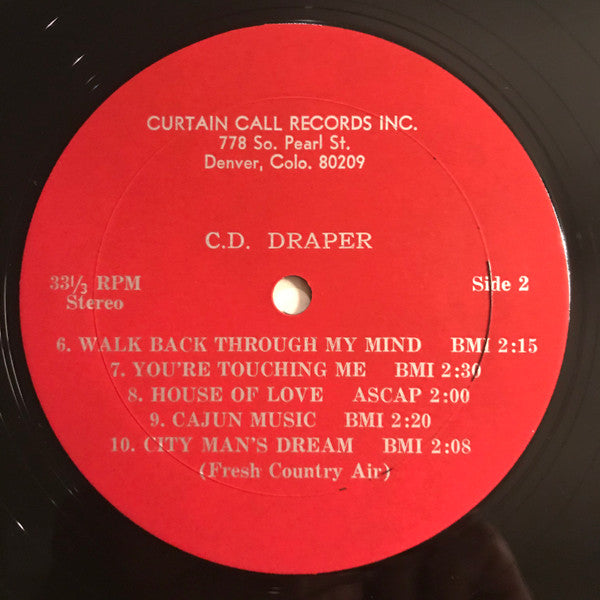 CURTAIN CALL RECORDS INC.
778 So. Pearl St.
Denver, Colo. 80209
C.D. DRAPER
33⅓ RPM Side 2
Stereo
6. WALK BACK THROUGH MY MIND BMI 2:15
7. YOU'RE TOUCHING ME BMI 2:30
8. HOUSE OF LOVE ASCAP 2:00
9. CAJUN MUSIC BMI 2:20
10. CITY MAN'S DREAM BMI 2:08
(Fresh Country Air)